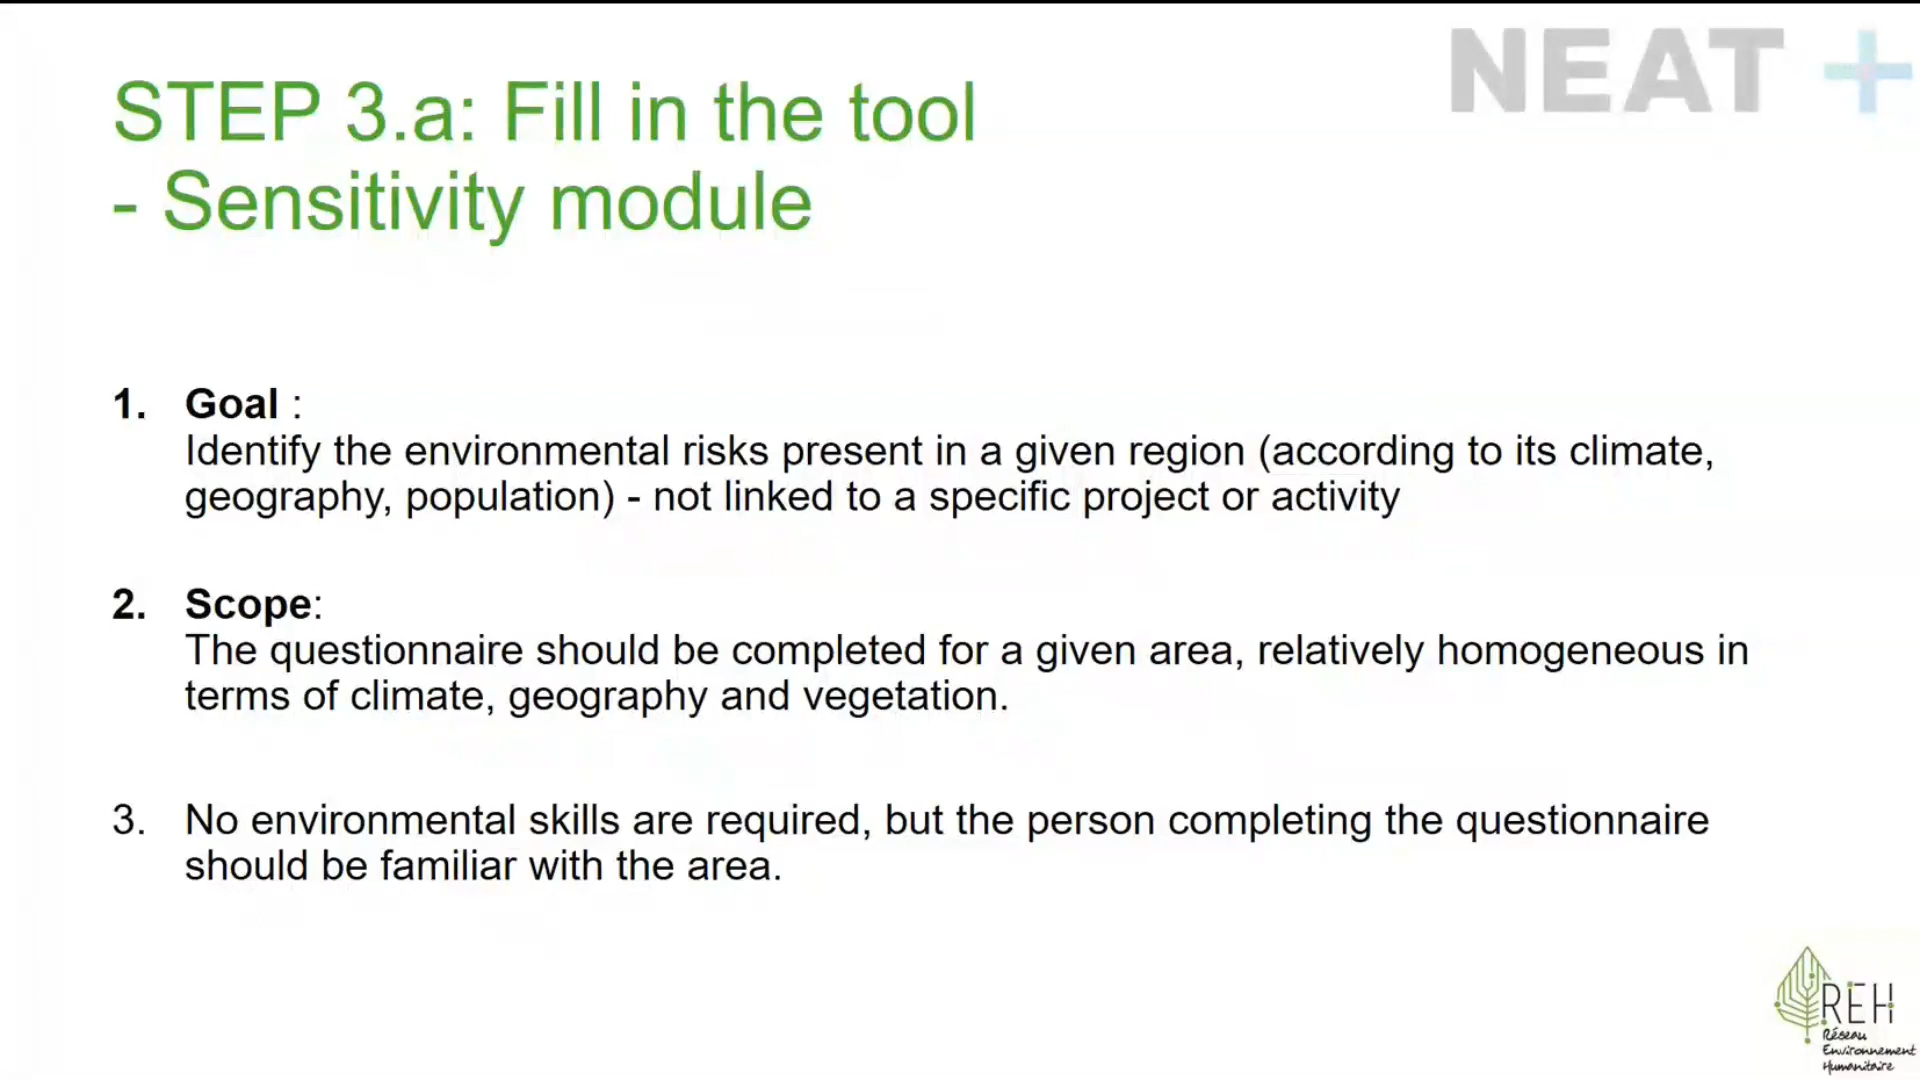 NEAT +
STEP 3.a: Fill in the tool
- Sensitivity module
1. Goal :
Identify the environmental risks present in a given region (according to its climate,
geography, population) - not linked to a specific project or activity
2. Scope:
The questionnaire should be completed for a given area, relatively homogeneous in
terms of climate, geography and vegetation.
3. No environmental skills are required, but the person completing the questionnaire
should be familiar with the area.
REH
Réseau
Environnement
Humanitaire